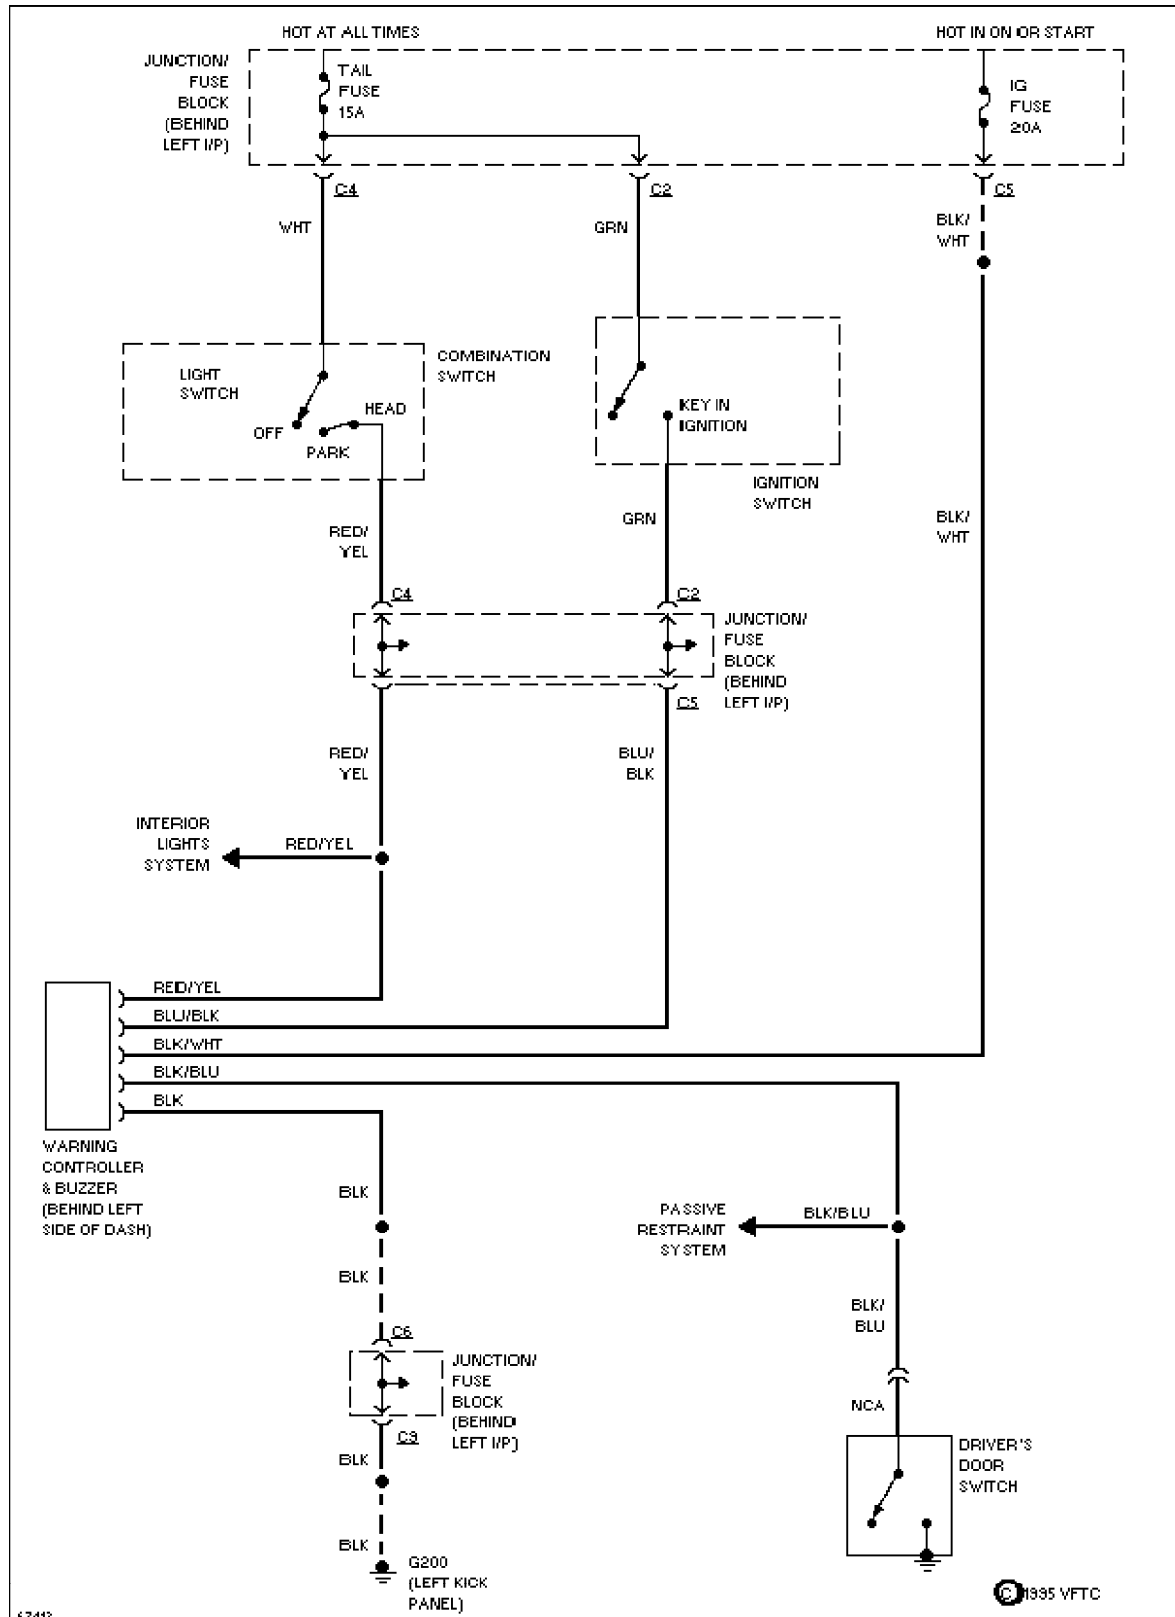 HOT AT ALL TIMES
HOT IN ON OR START
JUNCTION/
FUSE
BLOCK
(BEHIND
LEFT I/P)
TAIL
FUSE
15A
IG
FUSE
20A
C4
C2
C5
WHT
GRN
BLK/
WHT
LIGHT
SWITCH
COMBINATION
SWITCH
HEAD
OFF
PARK
KEY IN
IGNITION
IGNITION
SWITCH
RED/
YEL
GRN
BLK/
WHT
C4
C2
JUNCTION/
FUSE
BLOCK
(BEHIND
LEFT I/P)
C5
RED/
YEL
BLU/
BLK
INTERIOR
LIGHTS
SYSTEM
RED/YEL
RED/YEL
BLU/BLK
BLK/WHT
BLK/BLU
BLK
WARNING
CONTROLLER
& BUZZER
(BEHIND LEFT
SIDE OF DASH)
BLK
PASSIVE
RESTRAINT
SYSTEM
BLK/BLU
BLK
BLK/
BLU
C6
JUNCTION/
FUSE
BLOCK
(BEHIND
LEFT I/P)
C9
NCA
BLK
DRIVER'S
DOOR
SWITCH
BLK
G200
(LEFT KICK
PANEL)
© 1995 VFTC